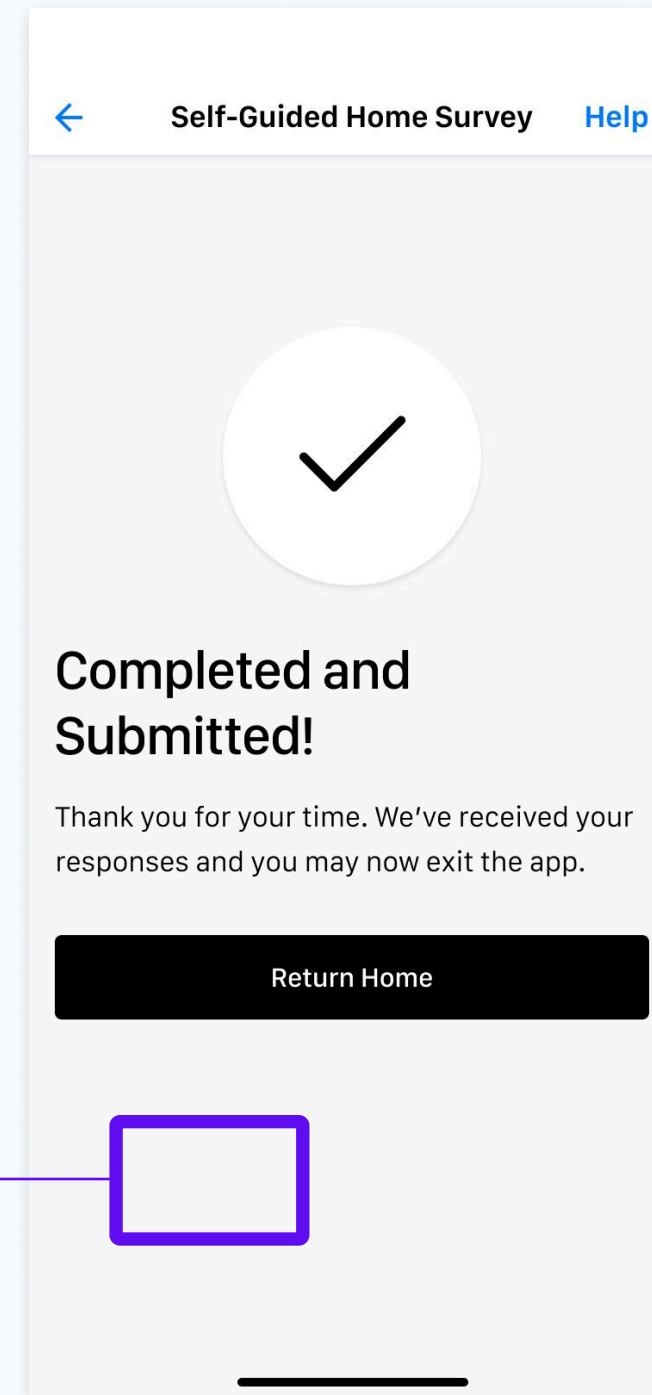 Self-Guided Home Survey Help
Completed and
Submitted!
Thank you for your time. We’ve received your
responses and you may now exit the app.
Return Home